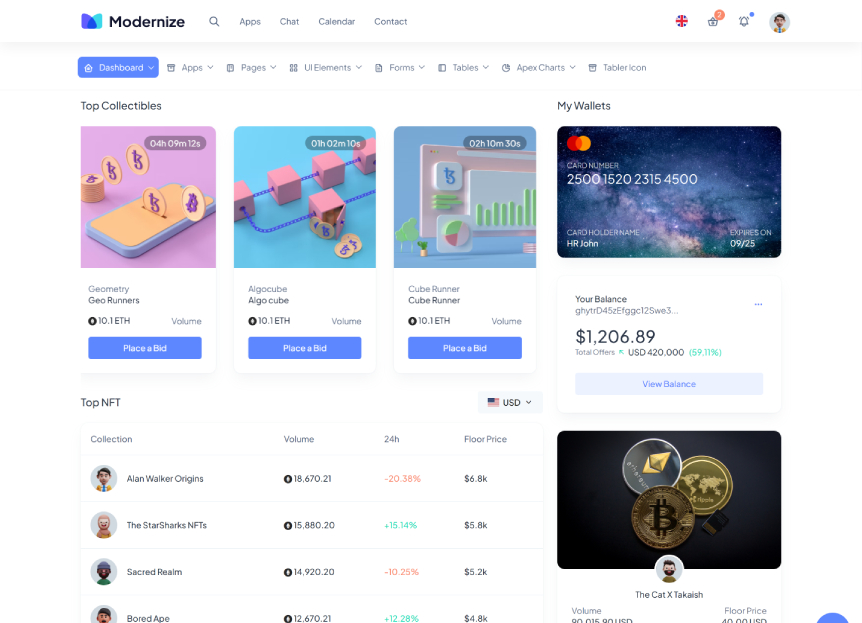 Modernize
Apps Chat Calendar Contact
2
Dashboard Apps Pages UI Elements Forms Tables Apex Charts Tabler Icon
Top Collectibles
04h 09m 12s
01h 02m 10s
02h 10m 30s
Geometry
Geo Runners
10.1 ETH Volume
Place a Bid
Algocube
Algo cube
10.1 ETH Volume
Place a Bid
Cube Runner
Cube Runner
10.1 ETH Volume
Place a Bid
Top NFT
USD
Collection Volume 24h Floor Price
Alan Walker Origins 18,670.21 -20.38% $6.8k
The StarSharks NFTs 15,880.20 +15.14% $5.8k
Sacred Realm 14,920.20 -10.25% $5.2k
Bored Ape 12,670.21 +12.28% $4.8k
My Wallets
CARD NUMBER
2500 1520 2315 4500
CARD HOLDER NAME EXPIRES ON
HR John 09/25
Your Balance
ghytrD45zEfggc12Swe3...
$1,206.89
Total Offers USD 420.000 (59.11%)
View Balance
ethereum
ripple
The Cat X Takaish
Volume Floor Price
90,015.90 USD 40.00 USD